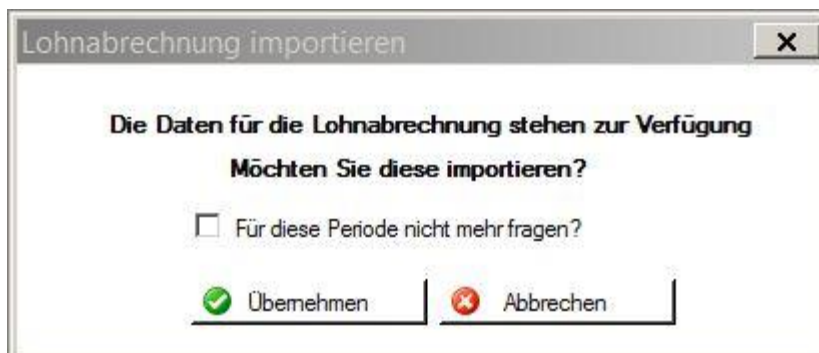 Lohnabrechnung importieren
Die Daten für die Lohnabrechnung stehen zur Verfügung
Möchten Sie diese importieren?
Für diese Periode nicht mehr fragen?
Übernehmen Abbrechen